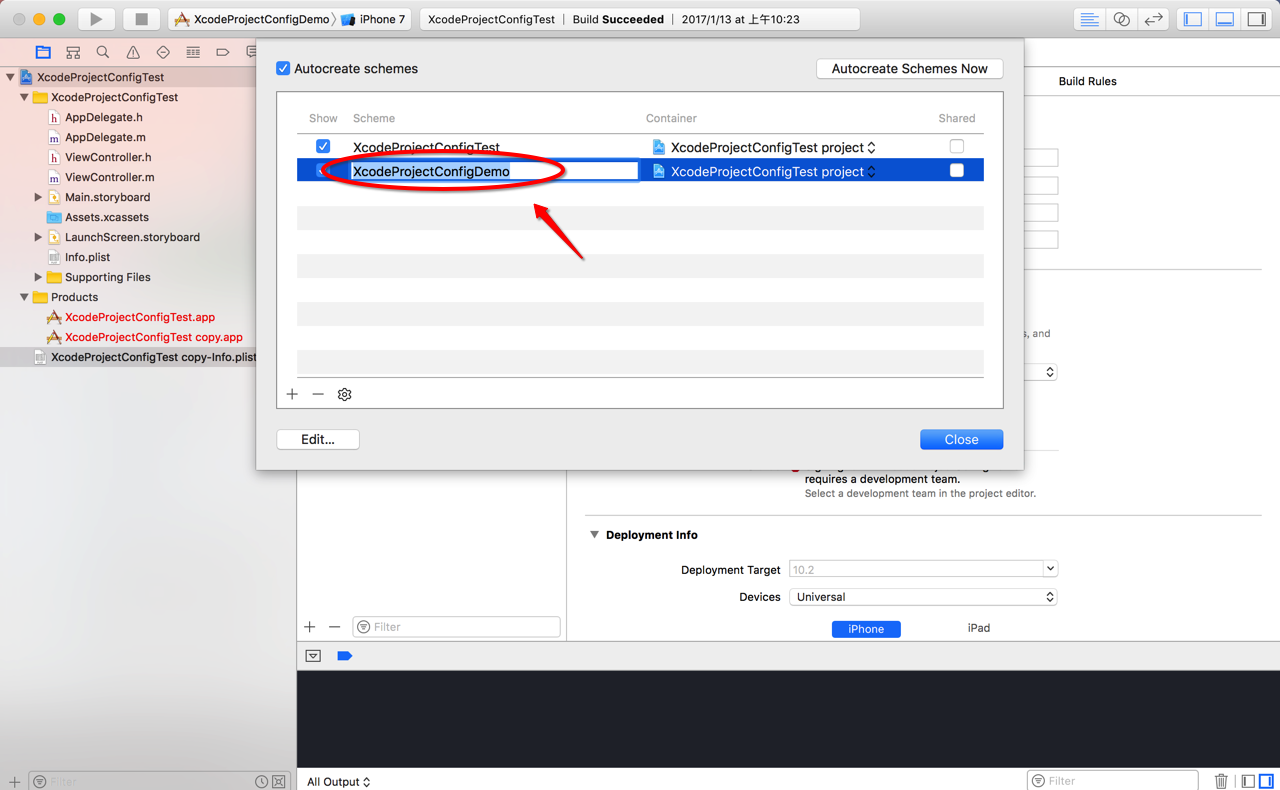 XcodeProjectConfigDemo
iPhone 7
XcodeProjectConfigTest
Build Succeeded
2017/1/13 at 上午10:23
XcodeProjectConfigTest
XcodeProjectConfigTest
AppDelegate.h
AppDelegate.m
ViewController.h
ViewController.m
Main.storyboard
Assets.xcassets
LaunchScreen.storyboard
Info.plist
Supporting Files
Products
XcodeProjectConfigTest.app
XcodeProjectConfigTest copy.app
XcodeProjectConfigTest copy-Info.plist
Autocreate schemes
Autocreate Schemes Now
Show Scheme Container Shared
XcodeProjectConfigTest XcodeProjectConfigTest project
XcodeProjectConfigDemo XcodeProjectConfigTest project
Edit...
Close
Build Rules
s, and
requires a development team.
Select a development team in the project editor.
Deployment Info
Deployment Target 10.2
Devices Universal
iPhone iPad
Filter
Filter
All Output
Filter